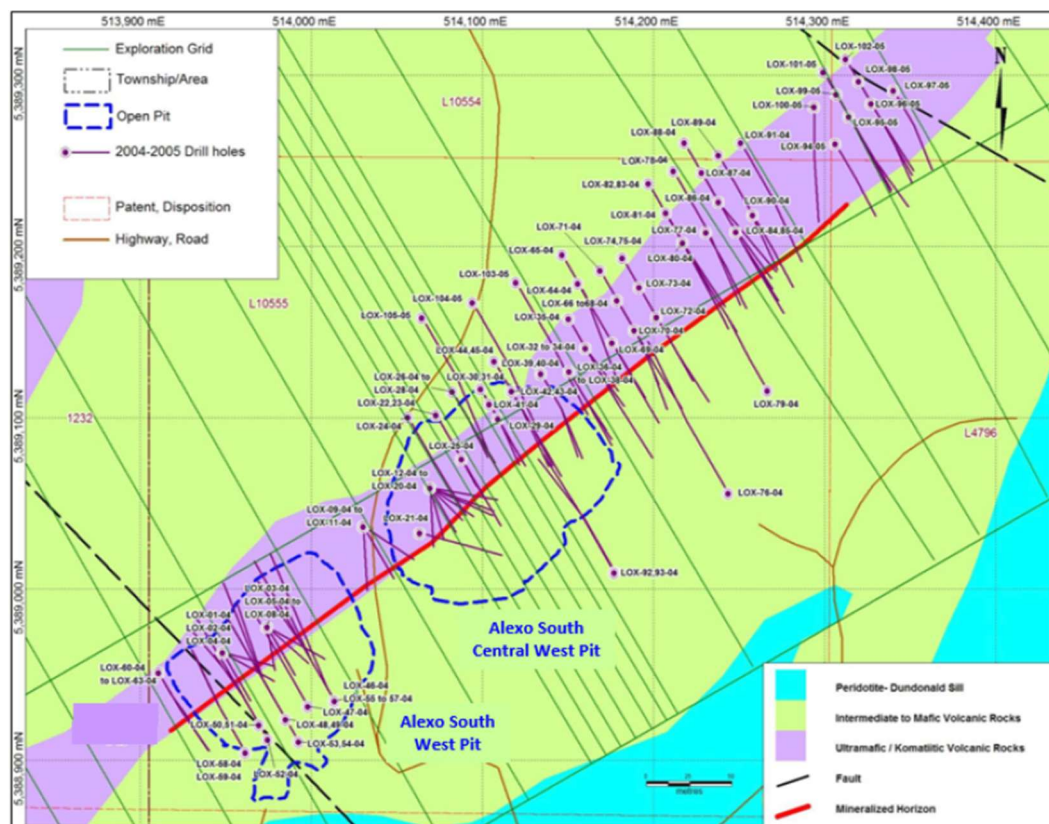 513,900 mE
514,000 mE
514,100 mE
514,200 mE
514,300 mE
514,400 mE
5,389,300 mN
5,389,200 mN
5,389,100 mN
5,389,000 mN
5,388,900 mN
Exploration Grid
Township/Area
Open Pit
2004-2005 Drill holes
Patent, Disposition
Highway, Road
N
L10554
L10555
1232
L4796
LOX-102-05
LOX-101-05
LOX-98-05
LOX-97-05
LOX-99-05
LOX-96-05
LOX-100-05
LOX-95-05
LOX-94-05
LOX-89-04
LOX-88-04
LOX-91-04
LOX-78-04
LOX-87-04
LOX-82,83-04
LOX-86-04
LOX-90-04
LOX-81-04
LOX-77-04
LOX-84,85-04
LOX-71-04
LOX-74,75-04
LOX-80-04
LOX-65-04
LOX-103-05
LOX-64-04
LOX-73-04
LOX-104-05
LOX-66 to68-04
LOX-105-05
LOX-35-04
LOX-72-04
LOX-70-04
LOX-44,45-04
LOX-32 to 34-04
LOX-69-04
LOX-39,40-04
LOX-36-04
to LOX-38-04
LOX-26-04 to
LOX-28-04
LOX-30,31-04
LOX-42,43-04
LOX-22,23-04
LOX-41-04
LOX-24-04
LOX-29-04
LOX-79-04
LOX-25-04
LOX-12-04 to
LOX-20-04
LOX-76-04
LOX-09-04 to
LOX-11-04
LOX-21-04
LOX-92,93-04
LOX-03-04
LOX-05-04 to
LOX-08-04
LOX-01-04
LOX-02-04
LOX-04-04
LOX-60-04
to LOX-63-04
LOX-46-04
LOX-55 to 57-04
LOX-47-04
LOX-50,51-04
LOX-48,49-04
LOX-53,54-04
LOX-58-04
LOX-59-04
LOX-52-04
Alexo South
Central West Pit
Alexo South
West Pit
metres
Peridotite- Dundonald Sill
Intermediate to Mafic Volcanic Rocks
Ultramafic / Komatiitic Volcanic Rocks
Fault
Mineralized Horizon